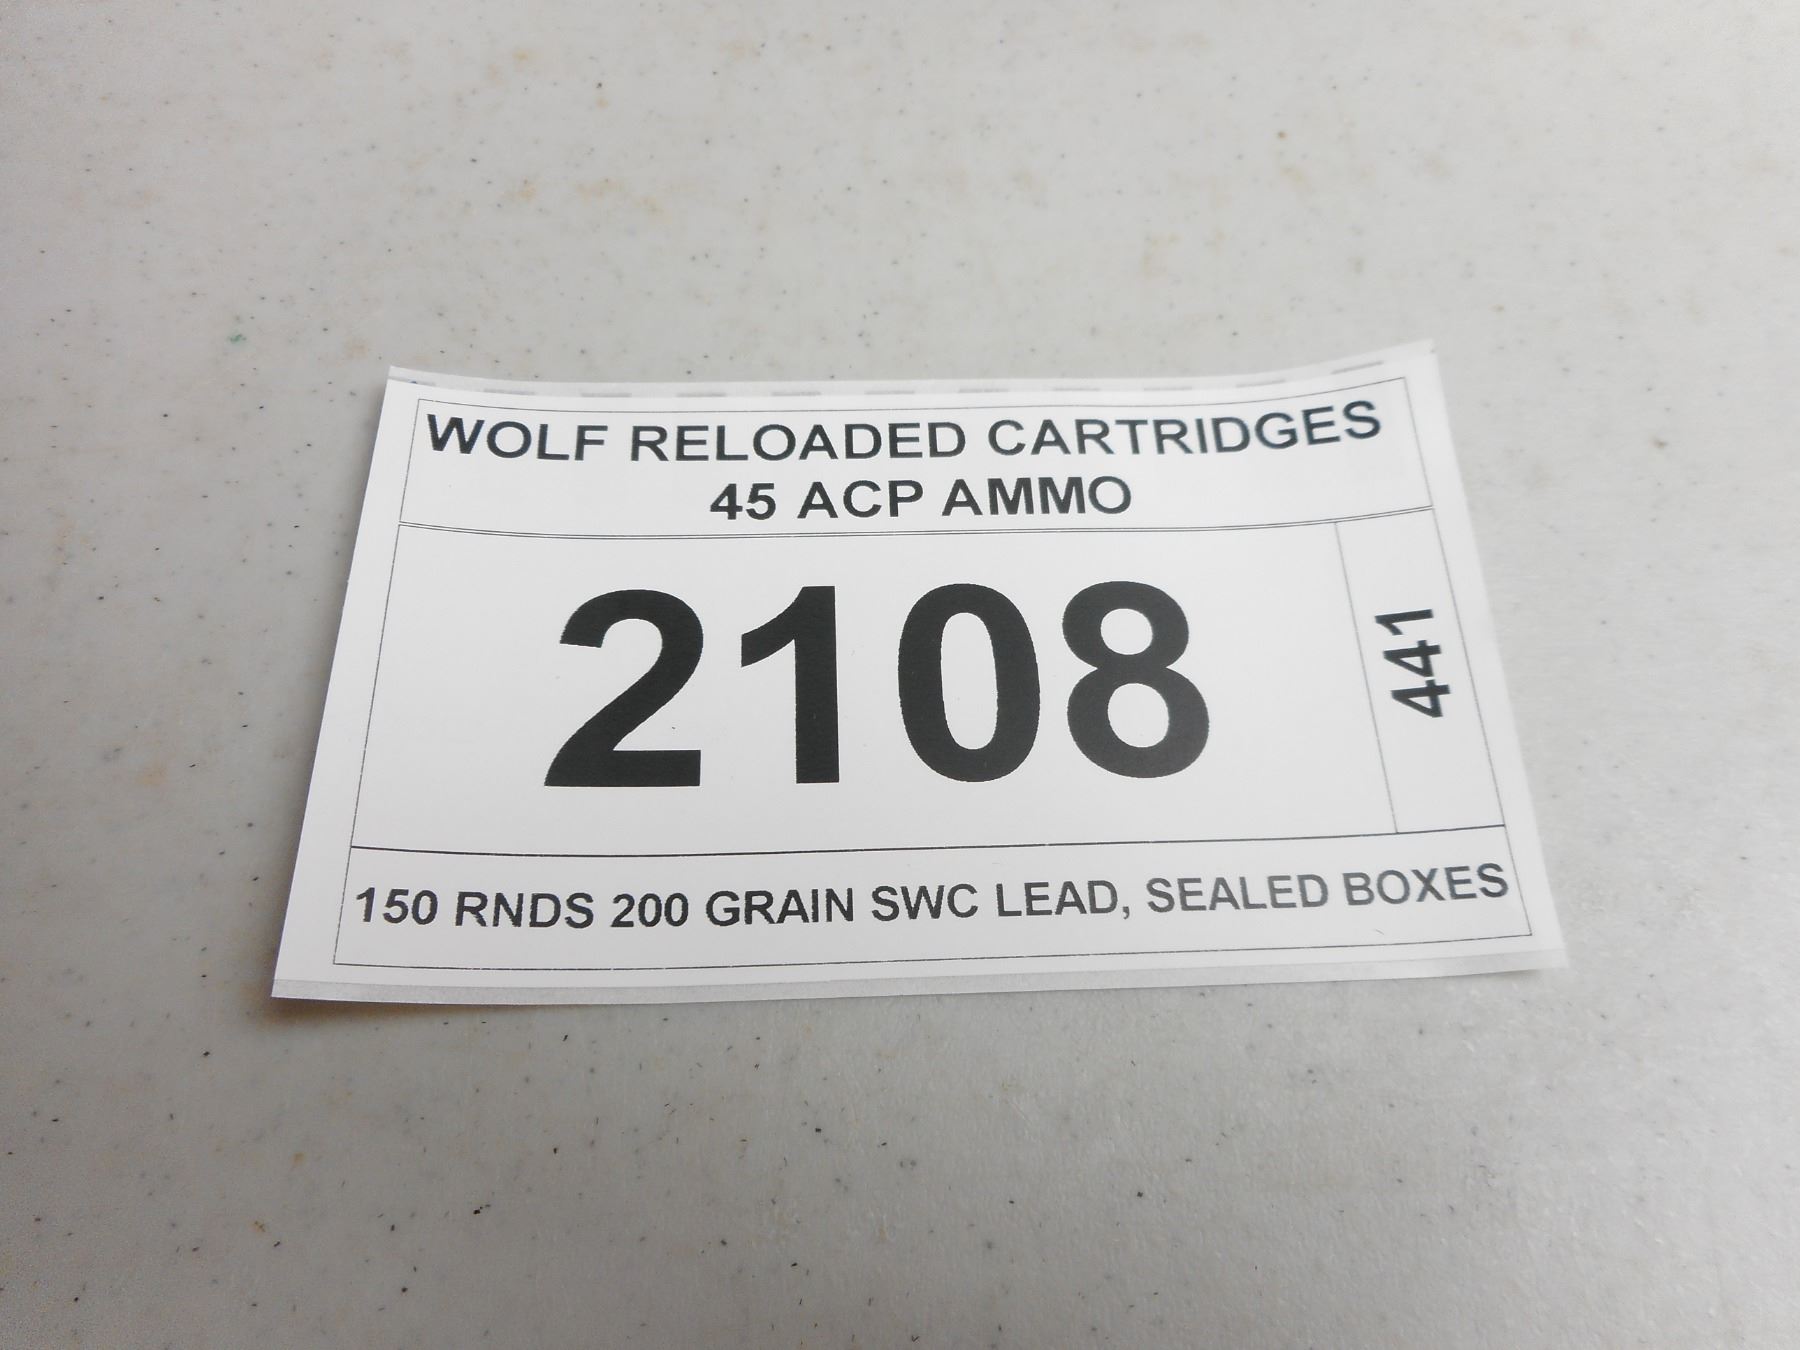 WOLF RELOADED CARTRIDGES
45 ACP AMMO
2108
441
150 RNDS 200 GRAIN SWC LEAD, SEALED BOXES